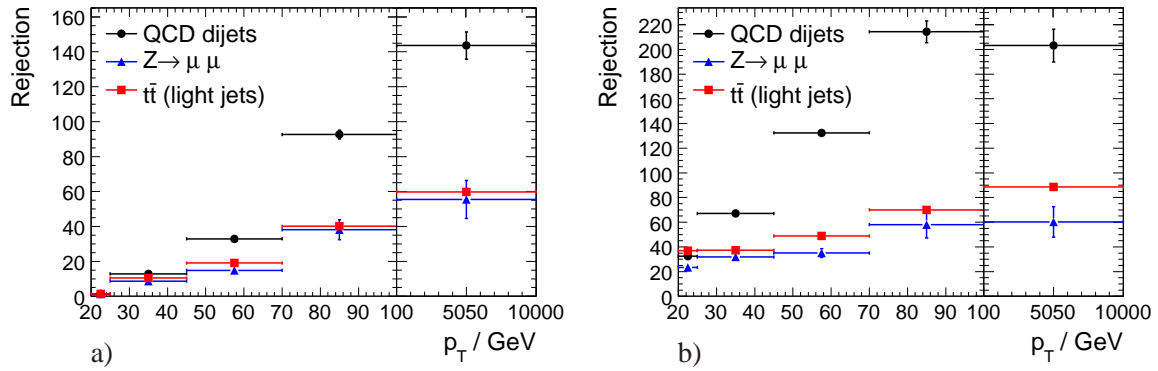 Rejection
160
140
120
100
80
60
40
20
0
QCD dijets
Z→ μ μ
tt̄ (light jets)
20 30 40 50 60 70 80 90 100 5050 10000
p_T / GeV
a)
Rejection
220
200
180
160
140
120
100
80
60
40
20
0
QCD dijets
Z→ μ μ
tt̄ (light jets)
20 30 40 50 60 70 80 90 100 5050 10000
p_T / GeV
b)